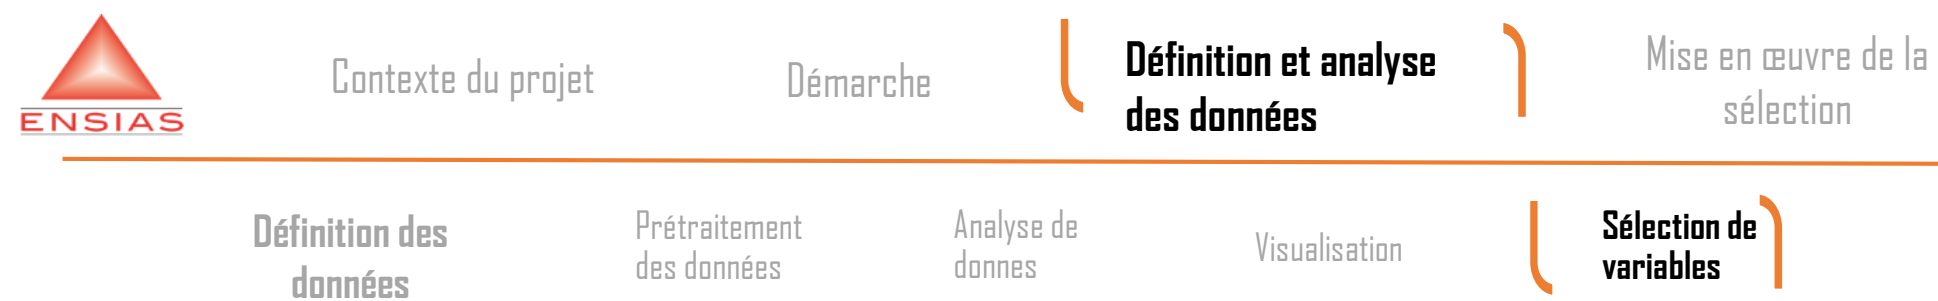 ENSIAS
Contexte du projet
Démarche
Définition et analyse
des données
Mise en œuvre de la
sélection
Définition des
données
Prétraitement
des données
Analyse de
donnes
Visualisation
Sélection de
variables